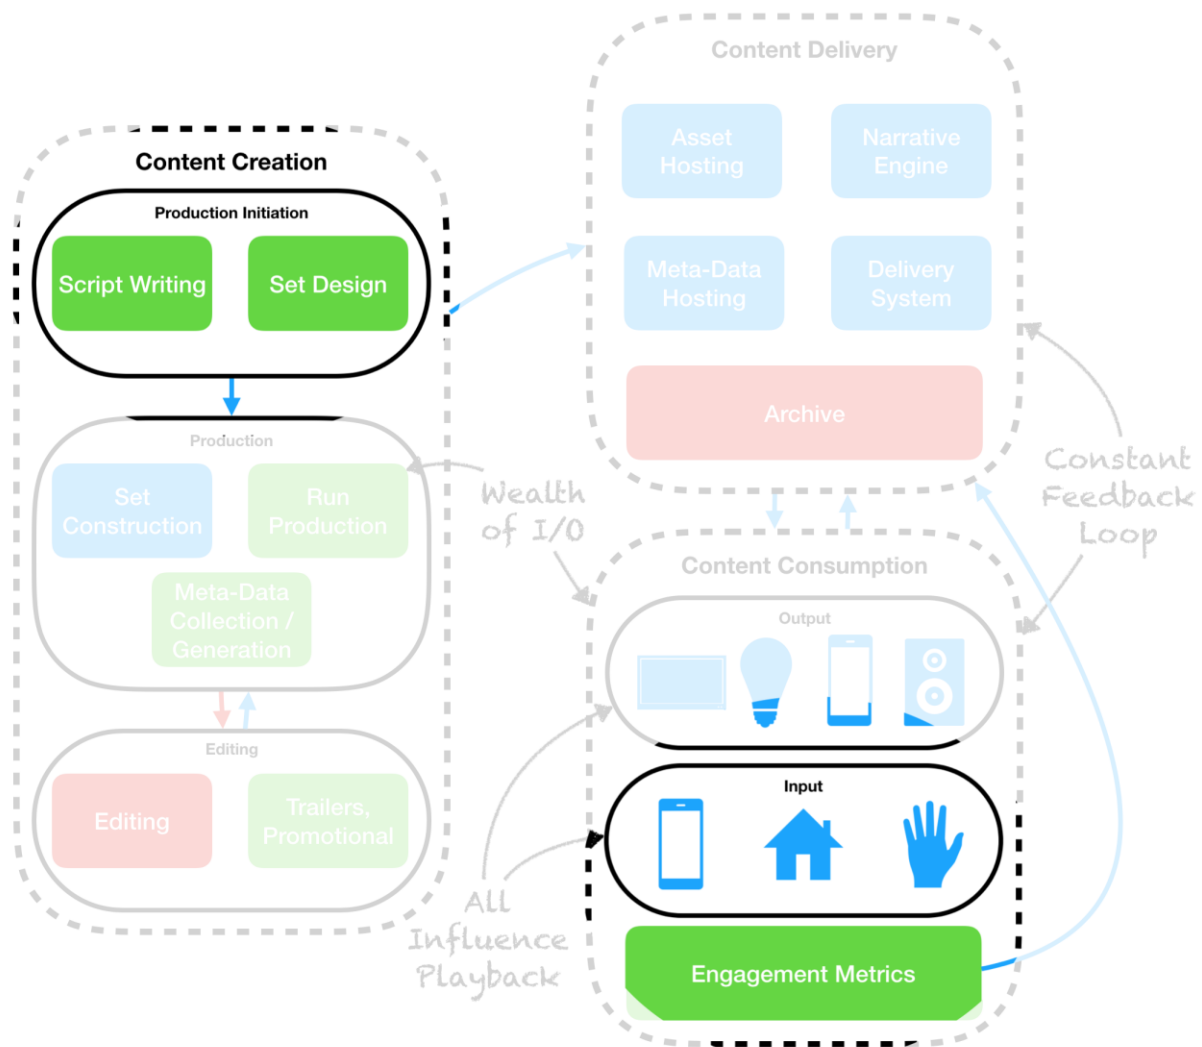 Content Creation
Production Initiation
Script Writing
Set Design
Production
Set
Construction
Run
Production
Meta-Data
Collection /
Generation
Editing
Editing
Trailers,
Promotional
Content Delivery
Asset
Hosting
Narrative
Engine
Meta-Data
Hosting
Delivery
System
Archive
Wealth
of I/O
Constant
Feedback
Loop
Content Consumption
Output
Input
All
Influence
Playback
Engagement Metrics